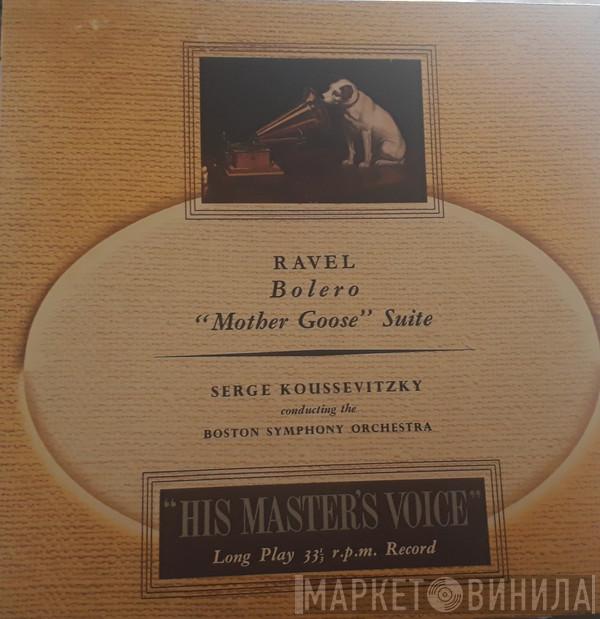 RAVEL
Bolero
“Mother Goose” Suite
SERGE KOUSSEVITZKY
conducting the
BOSTON SYMPHONY ORCHESTRA
"HIS MASTER'S VOICE"
Long Play 33⅓ r.p.m. Record
МАРКЕТ ВИНИЛА